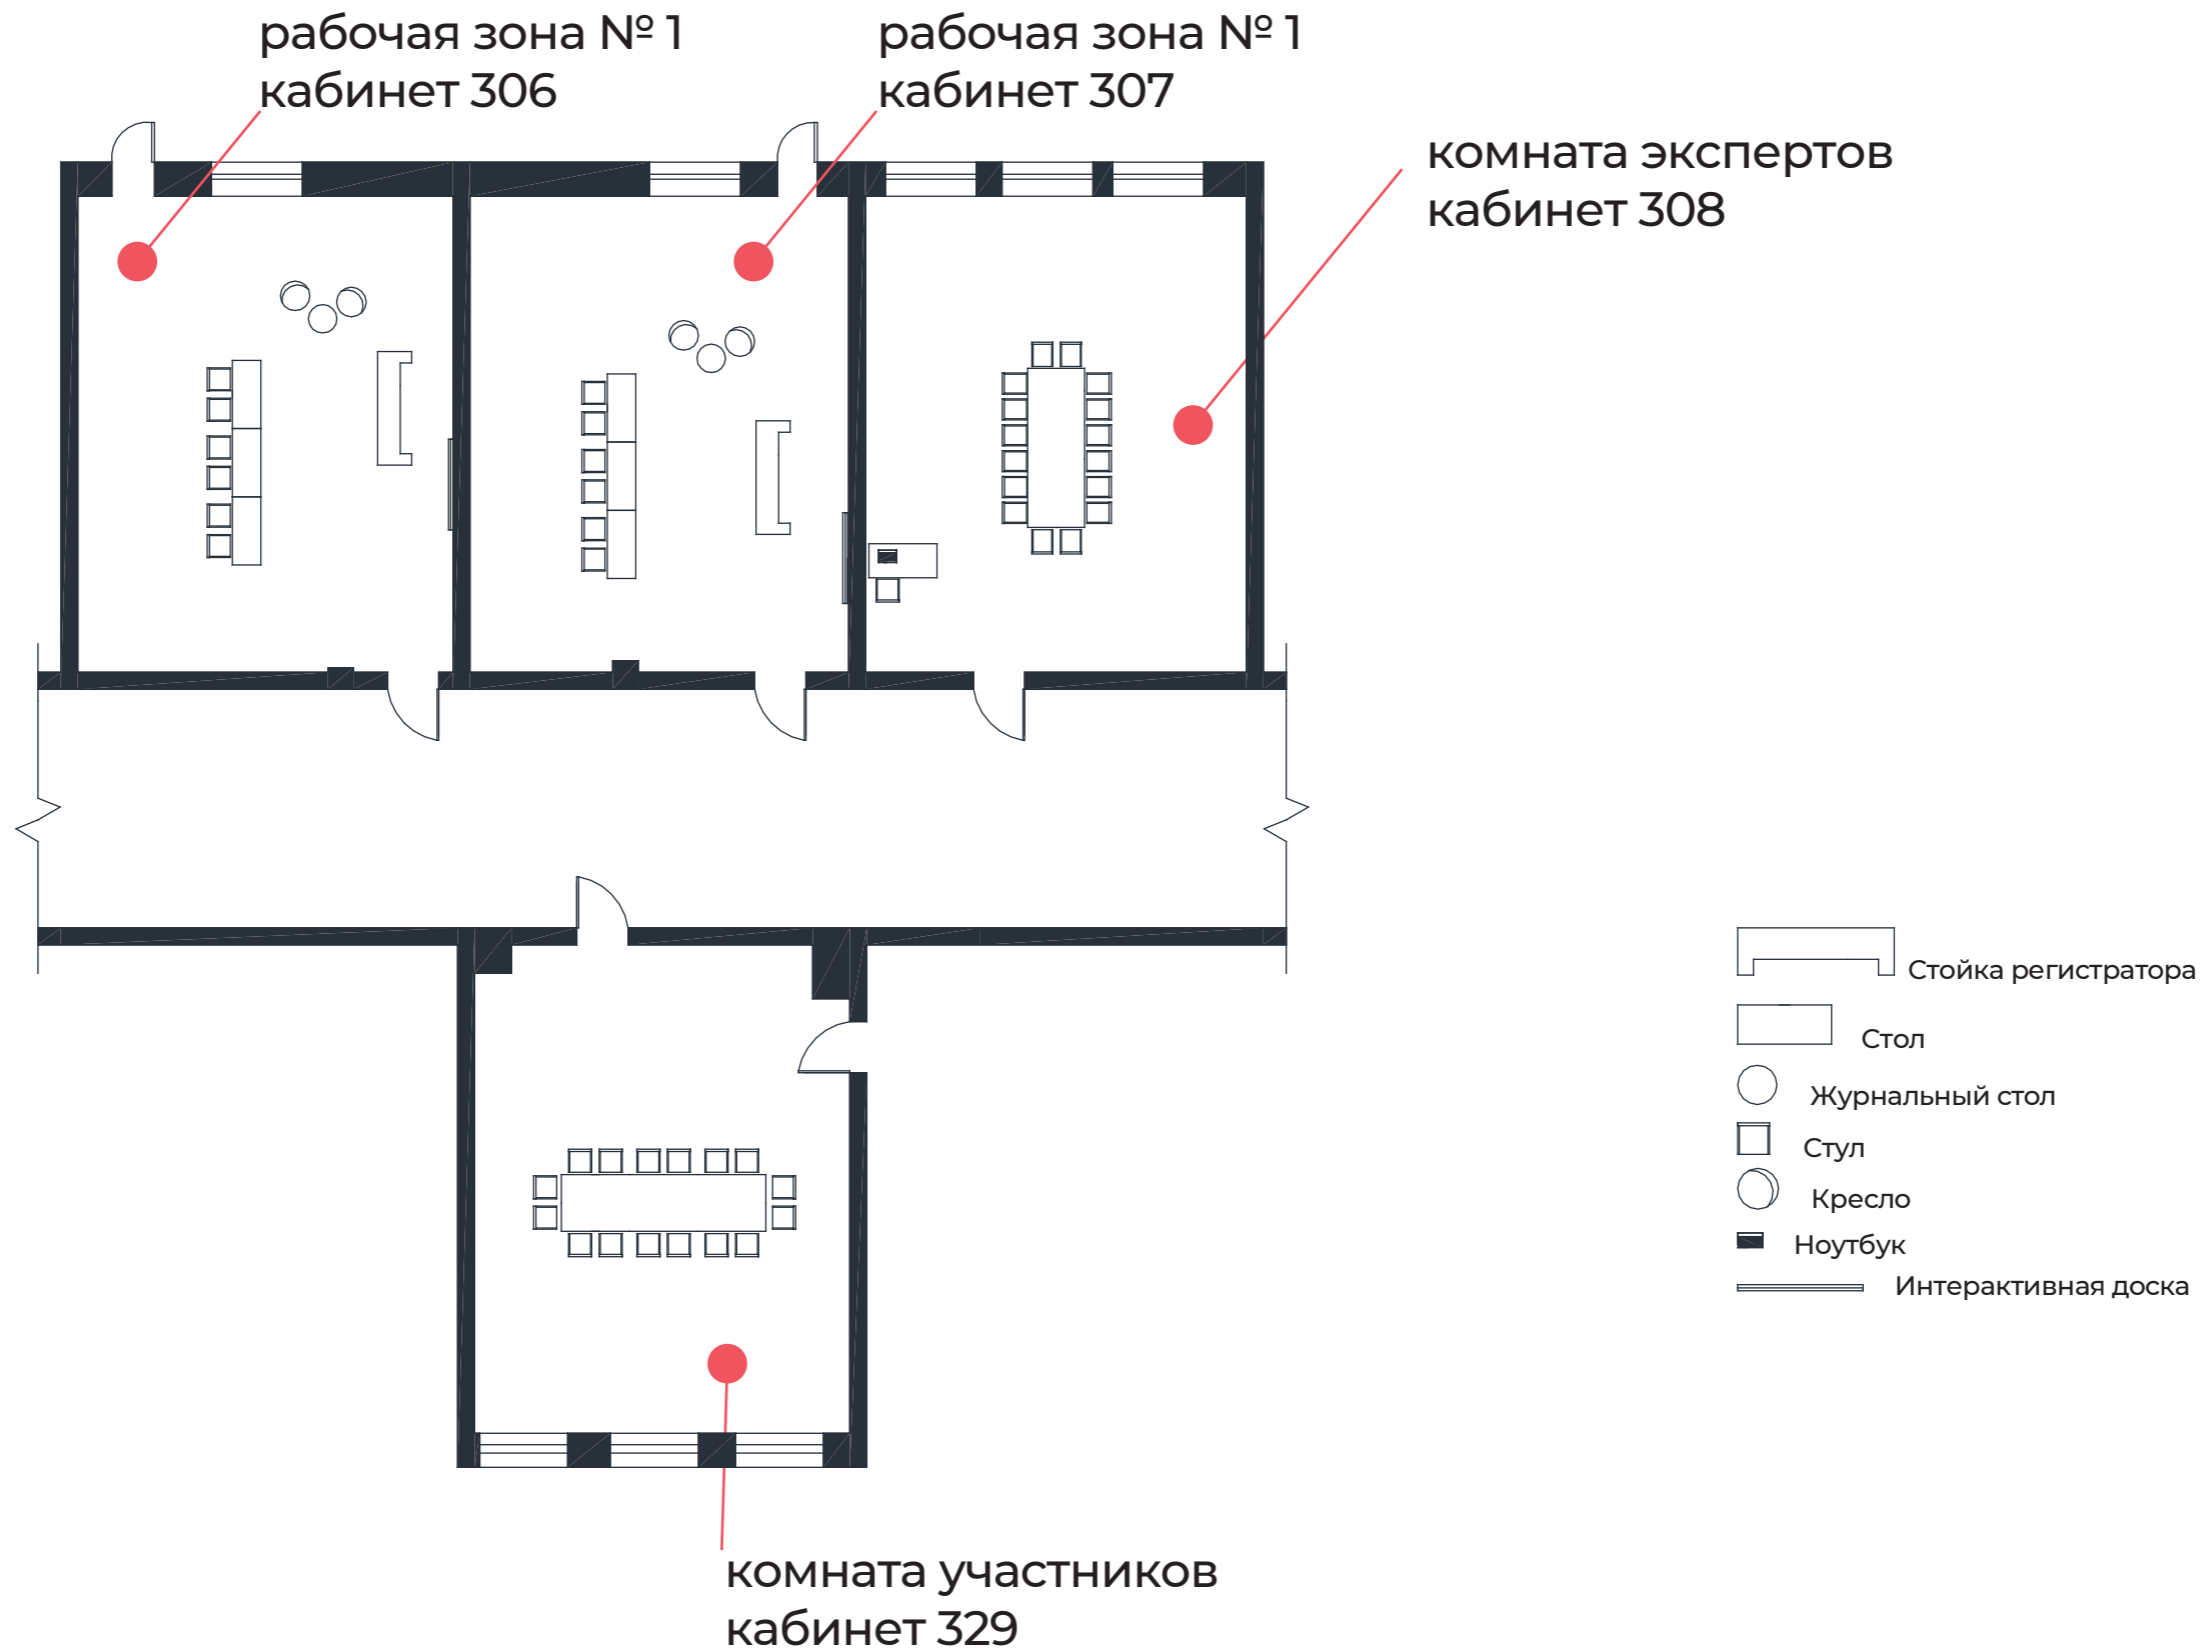 рабочая зона № 1
кабинет 306
рабочая зона № 1
кабинет 307
комната экспертов
кабинет 308
Стойка регистратора
Стол
Журнальный стол
Стул
Кресло
Ноутбук
Интерактивная доска
комната участников
кабинет 329